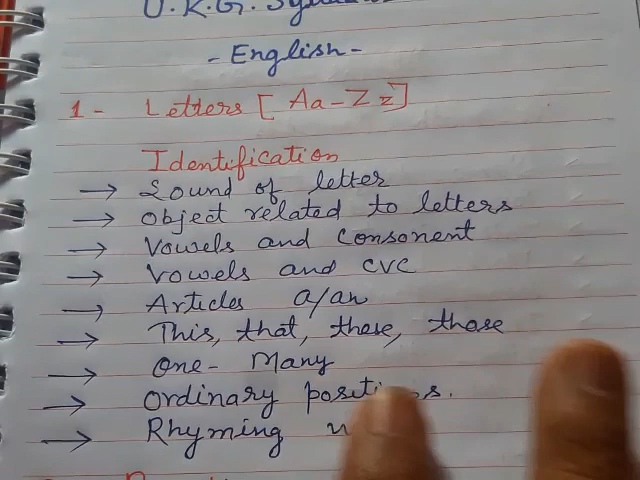 U.K.G.
- English -
1 - Letters [ Aa - Zz ]
Identification
→ Sound of letter
→ Object related to letters
→ Vowels and Consonent
→ Vowels and CVC
→ Articles a/an
→ This, that, these, those
→ One - Many
→ Ordinary positions.
→ Rhyming